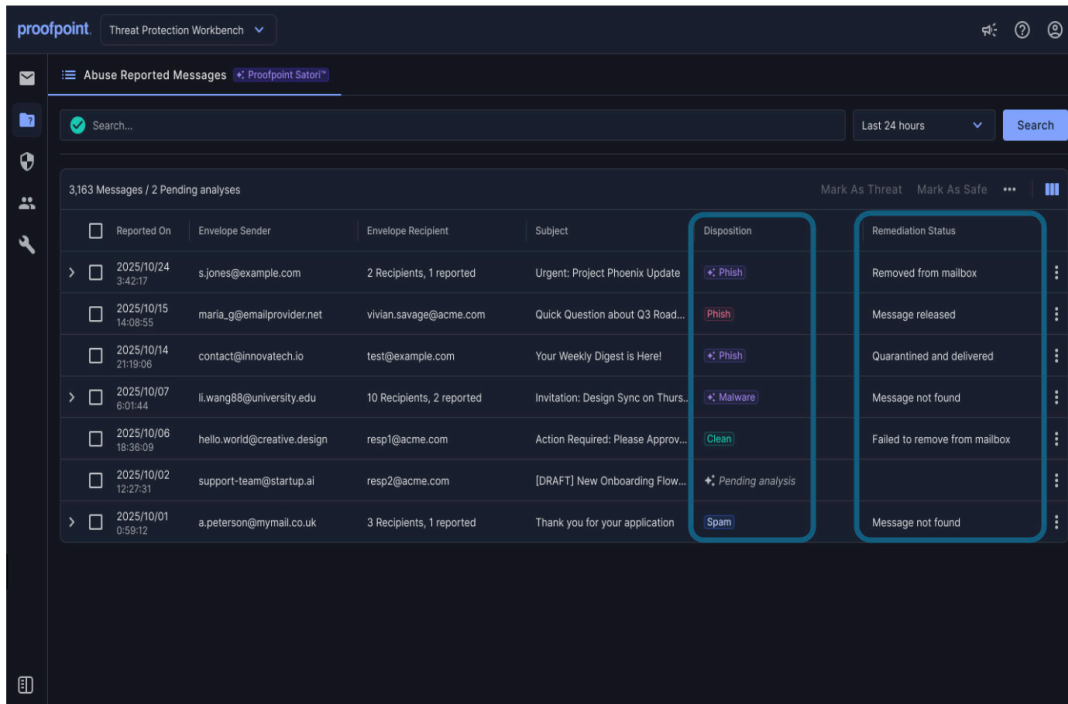 proofpoint. Threat Protection Workbench
Abuse Reported Messages Proofpoint Satori™
Search... Last 24 hours Search
3,163 Messages / 2 Pending analyses Mark As Threat Mark As Safe
Reported On Envelope Sender Envelope Recipient Subject Disposition Remediation Status
2025/10/24 3:42:17 s.jones@example.com 2 Recipients, 1 reported Urgent: Project Phoenix Update Phish Removed from mailbox
2025/10/15 14:08:55 maria_g@emailprovider.net vivian.savage@acme.com Quick Question about Q3 Road... Phish Message released
2025/10/14 21:19:06 contact@innovatech.io test@example.com Your Weekly Digest is Here! Phish Quarantined and delivered
2025/10/07 6:01:44 li.wang88@university.edu 10 Recipients, 2 reported Invitation: Design Sync on Thurs... Malware Message not found
2025/10/06 18:36:09 hello.world@creative.design resp1@acme.com Action Required: Please Approv... Clean Failed to remove from mailbox
2025/10/02 12:27:31 support-team@startup.ai resp2@acme.com [DRAFT] New Onboarding Flow... Pending analysis
2025/10/01 0:59:12 a.peterson@mymail.co.uk 3 Recipients, 1 reported Thank you for your application Spam Message not found